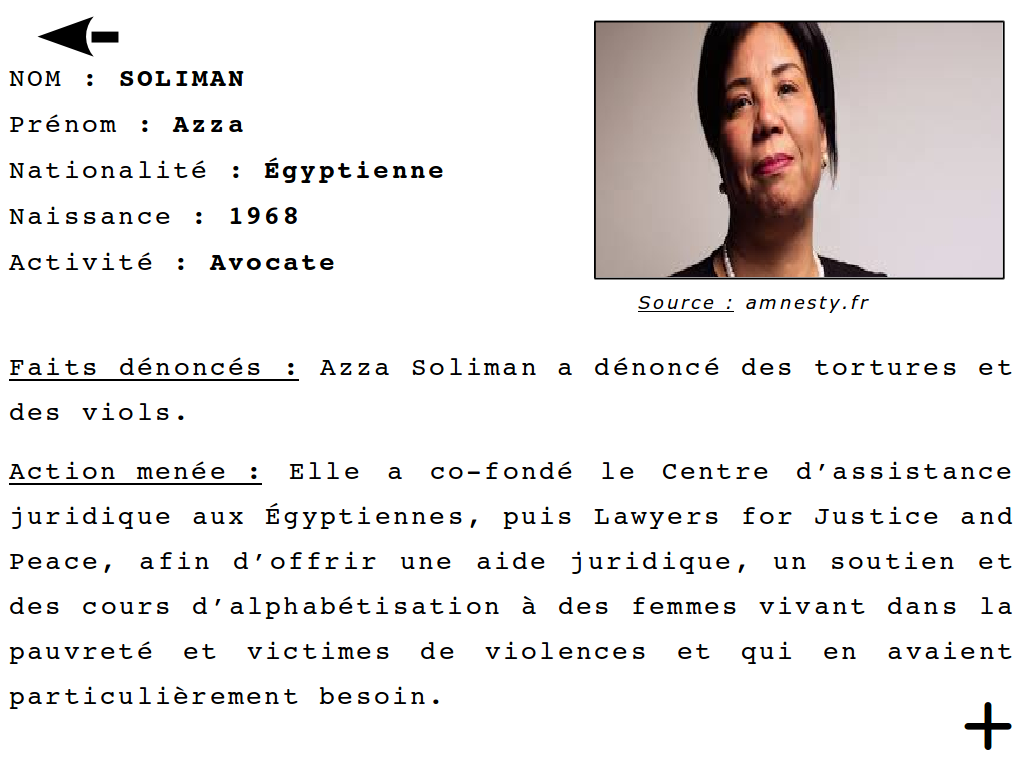 NOM : SOLIMAN
Prénom : Azza
Nationalité : Égyptienne
Naissance : 1968
Activité : Avocate
Source : amnesty.fr
Faits dénoncés : Azza Soliman a dénoncé des tortures et
des viols.
Action menée : Elle a co-fondé le Centre d’assistance
juridique aux Égyptiennes, puis Lawyers for Justice and
Peace, afin d’offrir une aide juridique, un soutien et
des cours d’alphabétisation à des femmes vivant dans la
pauvreté et victimes de violences et qui en avaient
particulièrement besoin.